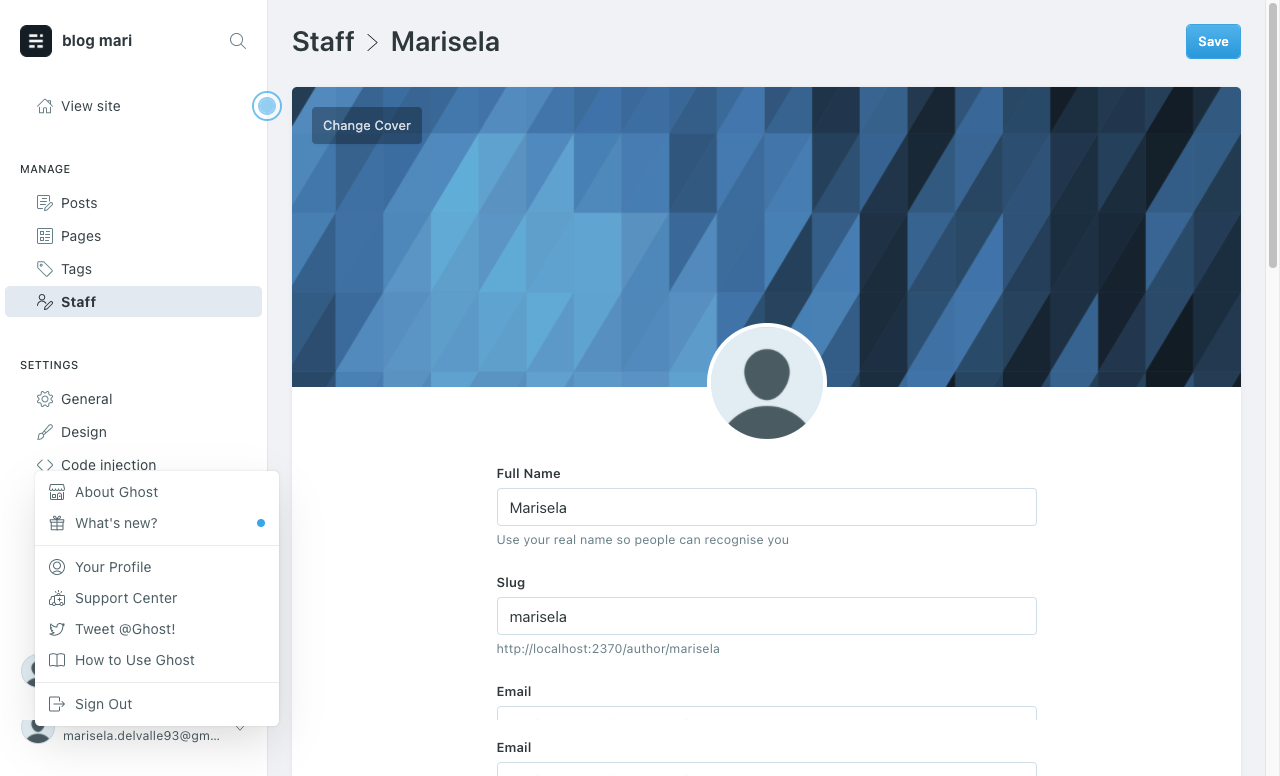 blog mari
View site
MANAGE
Posts
Pages
Tags
Staff
SETTINGS
General
Design
Code injection
About Ghost
What's new?
Your Profile
Support Center
Tweet @Ghost!
How to Use Ghost
Sign Out
marisela.delvalle93@gm...
Staff > Marisela
Save
Change Cover
Full Name
Marisela
Use your real name so people can recognise you
Slug
marisela
http://localhost:2370/author/marisela
Email
Email